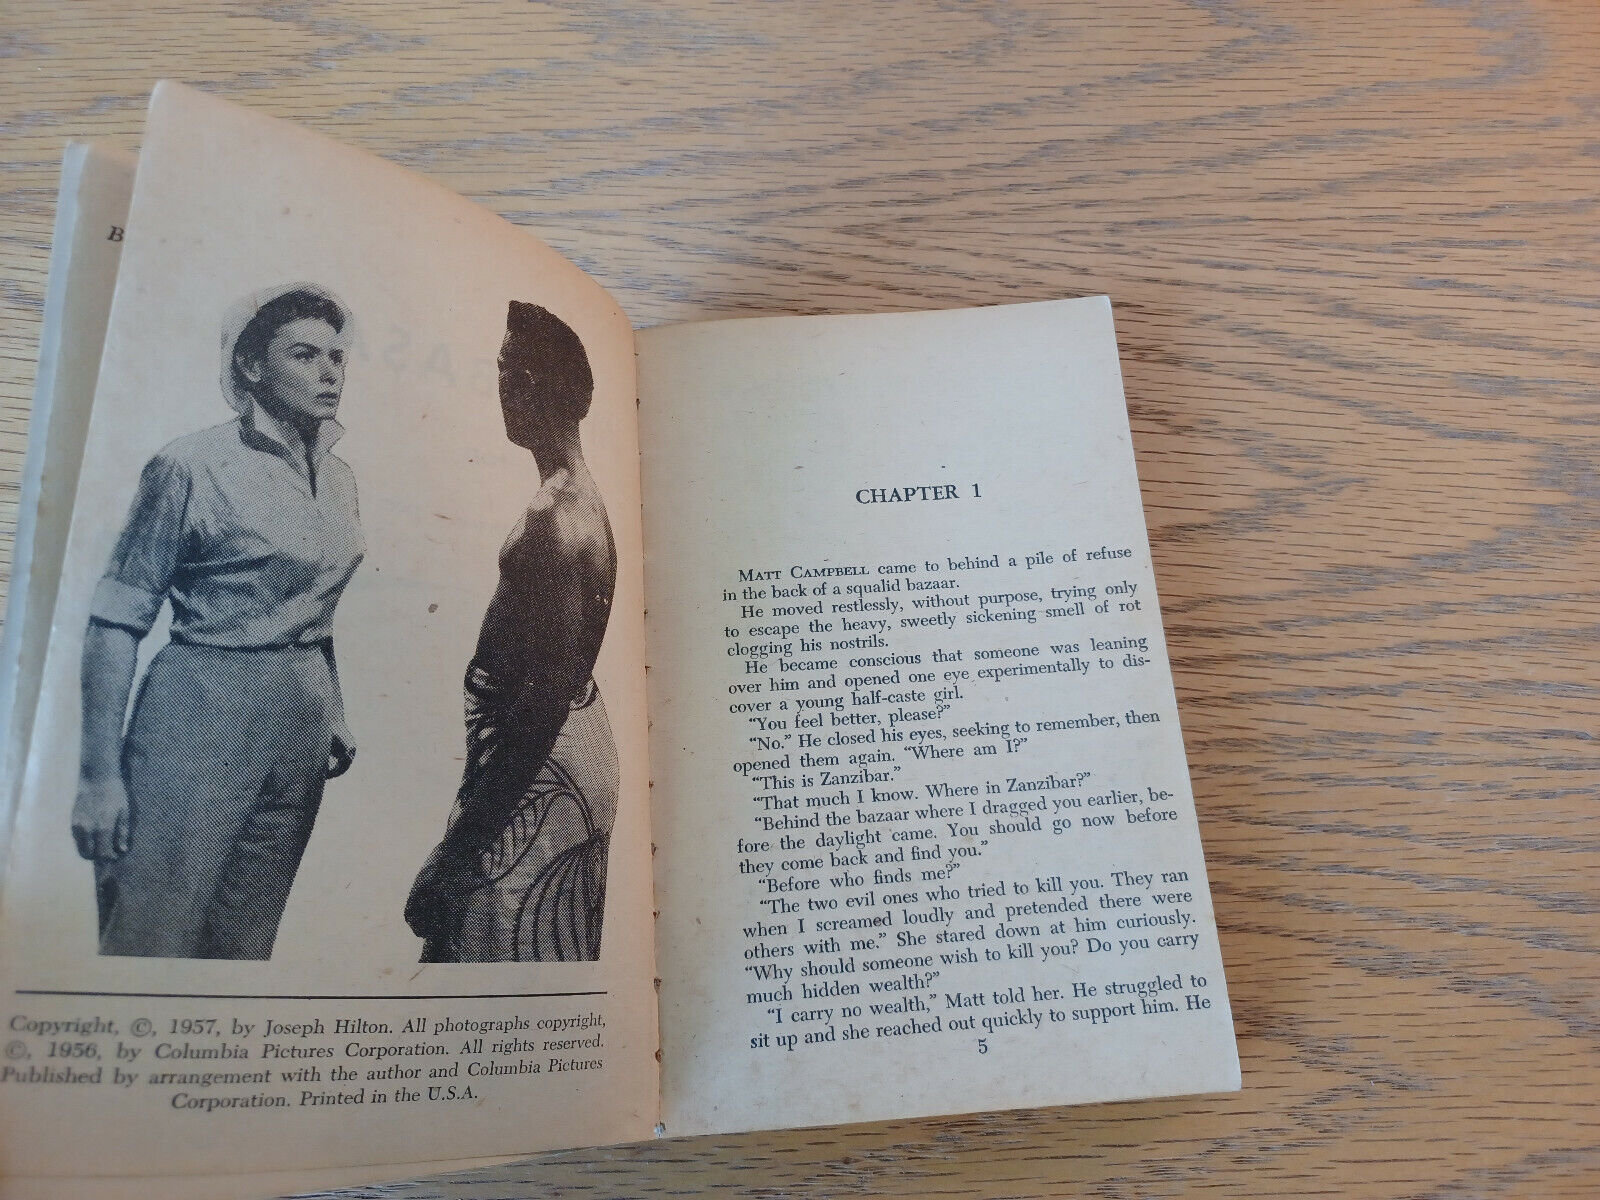 B
Copyright, ©, 1957, by Joseph Hilton. All photographs copyright,
©, 1956, by Columbia Pictures Corporation. All rights reserved.
Published by arrangement with the author and Columbia Pictures
Corporation. Printed in the U.S.A.
CHAPTER 1
MATT CAMPBELL came to behind a pile of refuse
in the back of a squalid bazaar.
He moved restlessly, without purpose, trying only
to escape the heavy, sweetly sickening smell of rot
clogging his nostrils.
He became conscious that someone was leaning
over him and opened one eye experimentally to dis-
cover a young half-caste girl.
"You feel better, please?"
"No." He closed his eyes, seeking to remember, then
opened them again. "Where am I?"
"This is Zanzibar."
"That much I know. Where in Zanzibar?"
"Behind the bazaar where I dragged you earlier, be-
fore the daylight came. You should go now before
they come back and find you."
"Before who finds me?"
"The two evil ones who tried to kill you. They ran
when I screamed loudly and pretended there were
others with me." She stared down at him curiously.
"Why should someone wish to kill you? Do you carry
much hidden wealth?"
"I carry no wealth," Matt told her. He struggled to
sit up and she reached out quickly to support him. He
5